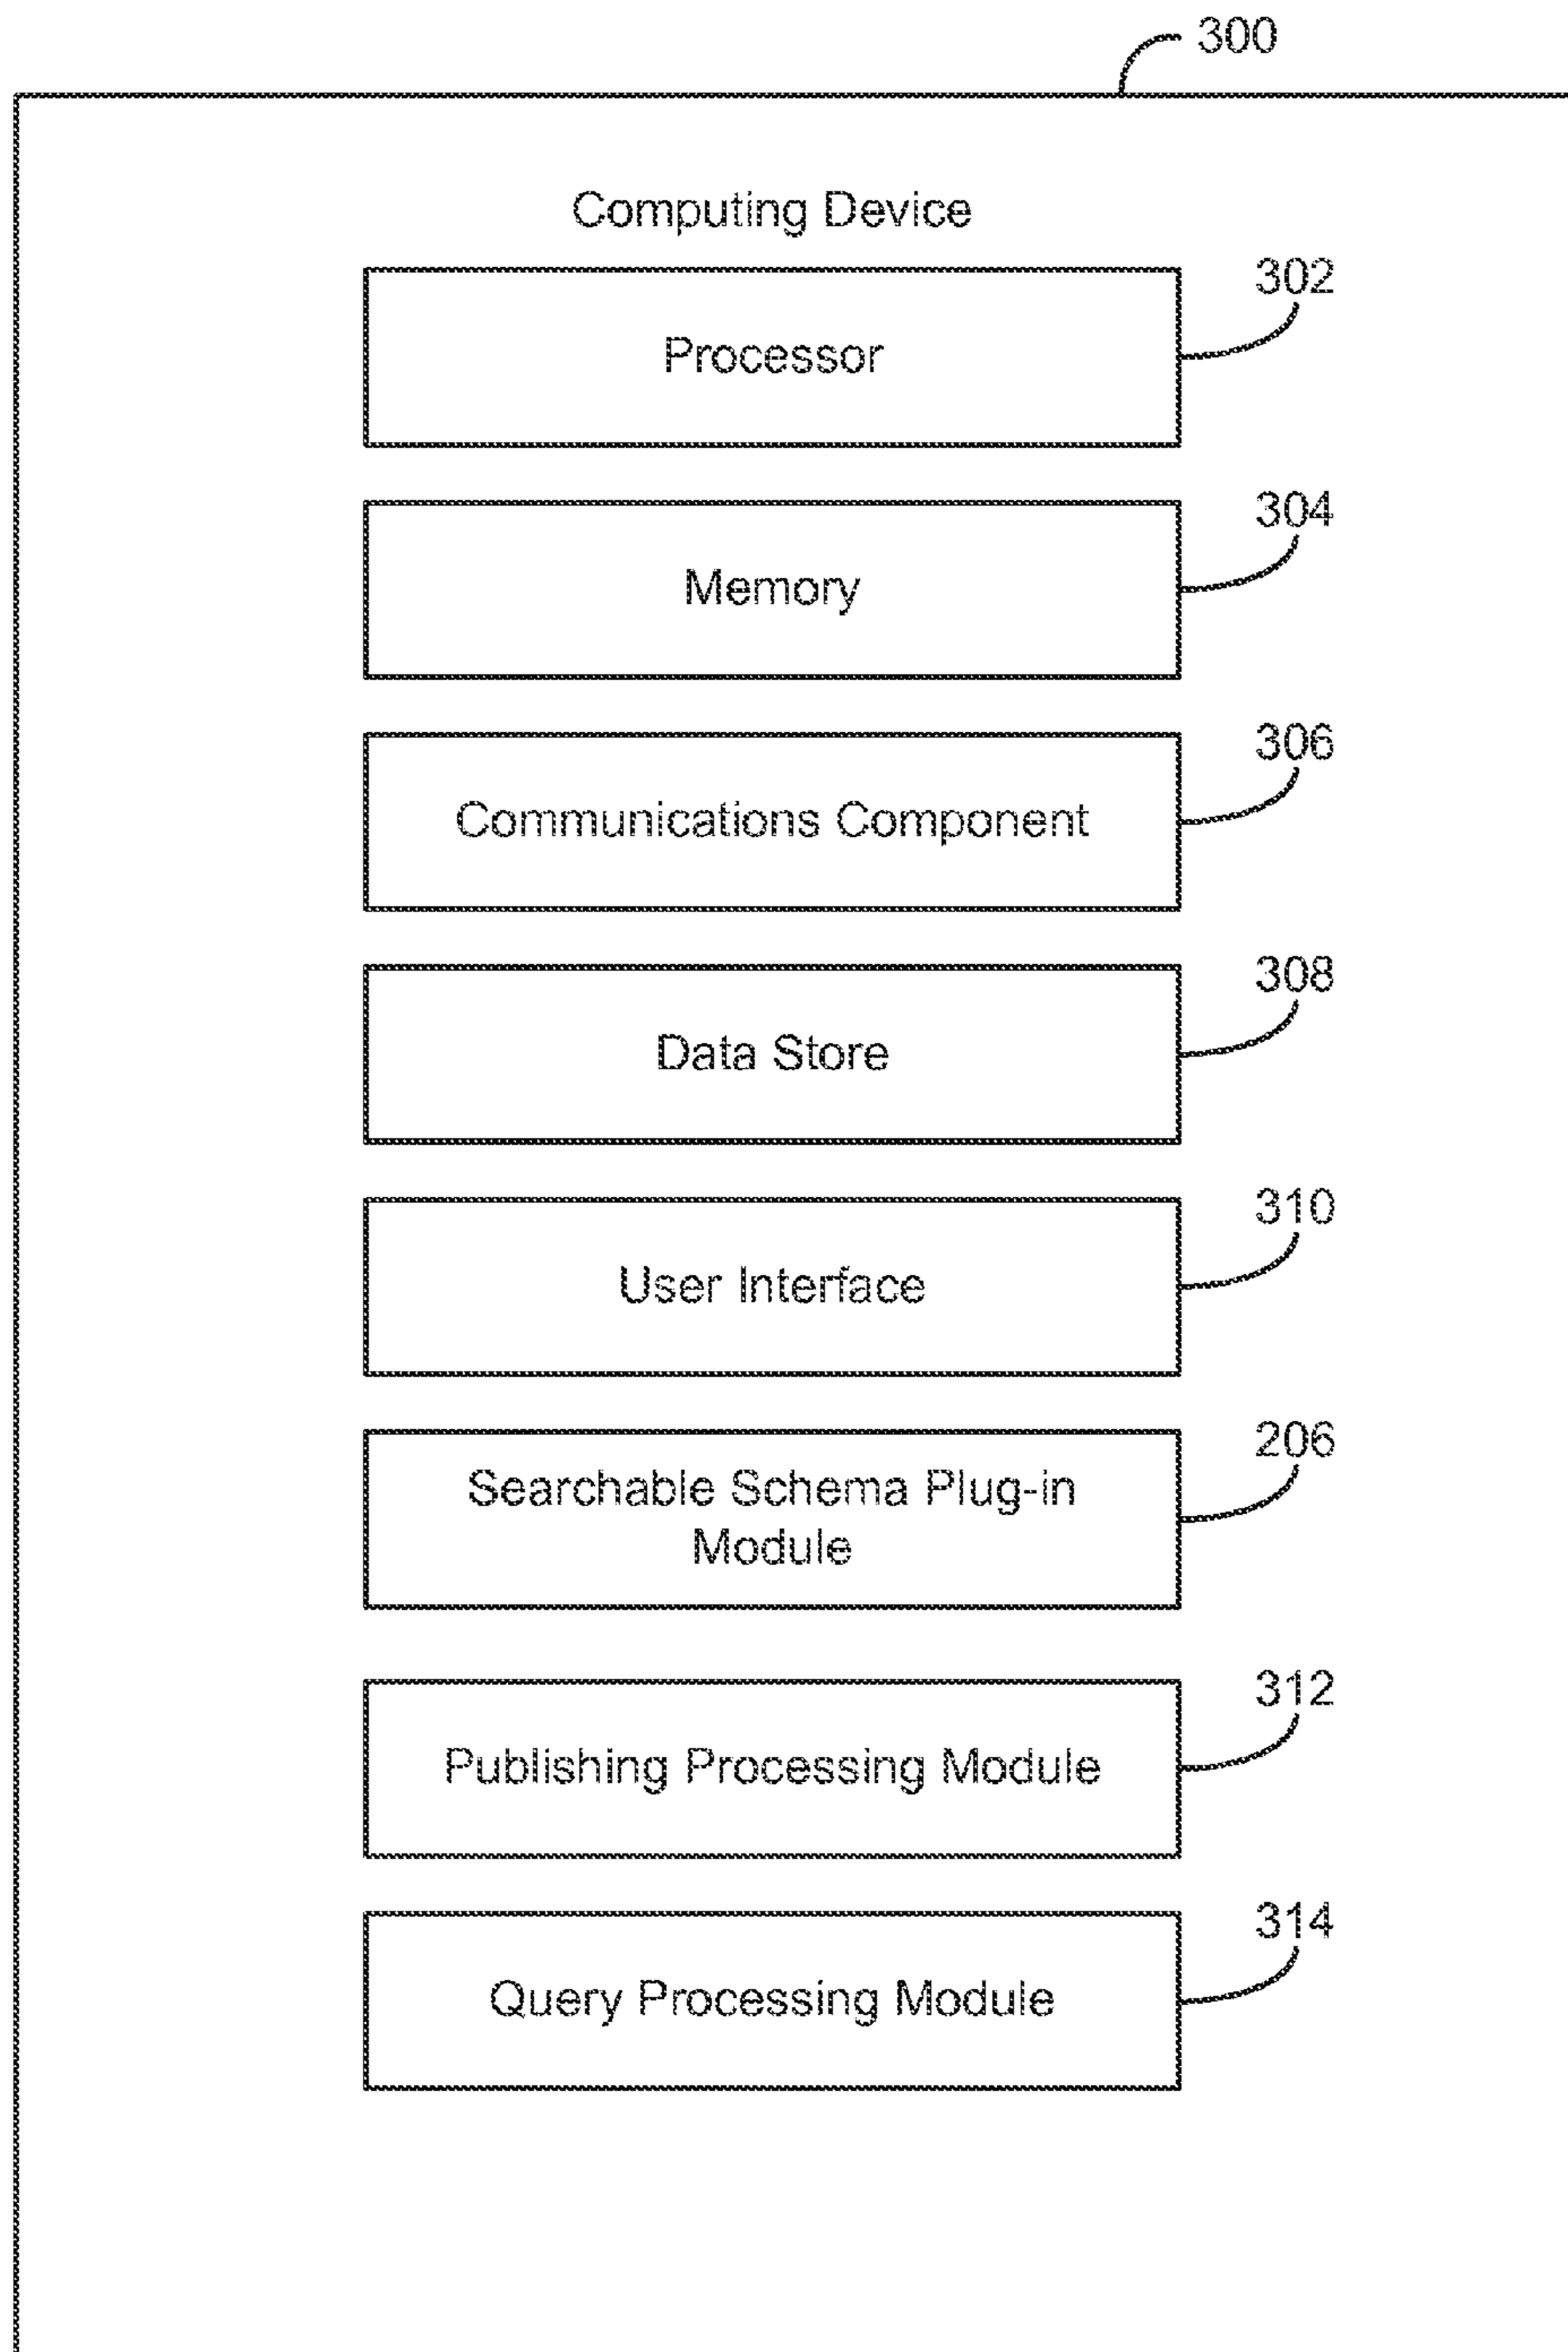 300
Computing Device
302
Processor
304
Memory
306
Communications Component
308
Data Store
310
User Interface
206
Searchable Schema Plug-in
Module
312
Publishing Processing Module
314
Query Processing Module